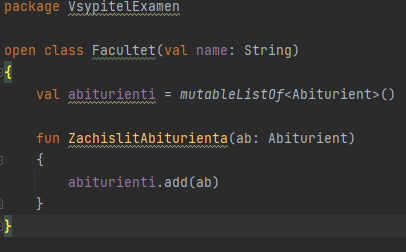 package VsypitelExamen
open class Facultet(val name: String)
{
val abiturienti = mutableListOf<Abiturient>()
fun ZachislitAbiturienta(ab: Abiturient)
{
abiturienti.add(ab)
}
}